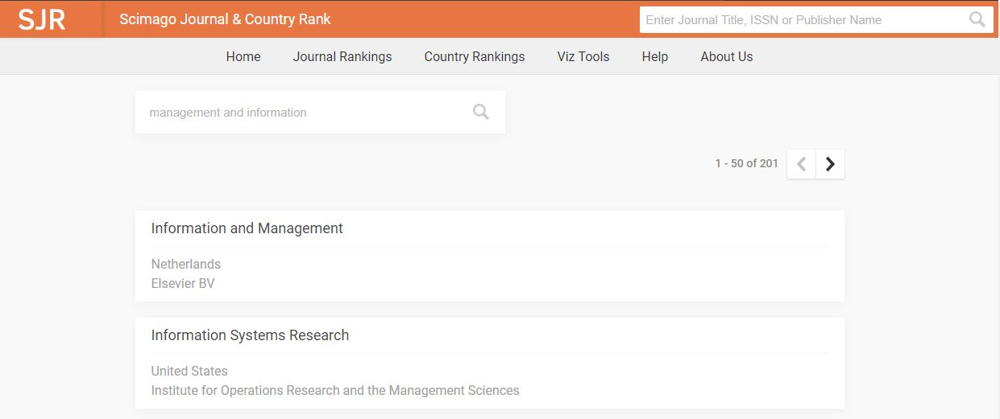 SJR
Scimago Journal & Country Rank
Enter Journal Title, ISSN or Publisher Name
Home
Journal Rankings
Country Rankings
Viz Tools
Help
About Us
management and information
1 - 50 of 201
Information and Management
Netherlands
Elsevier BV
Information Systems Research
United States
Institute for Operations Research and the Management Sciences